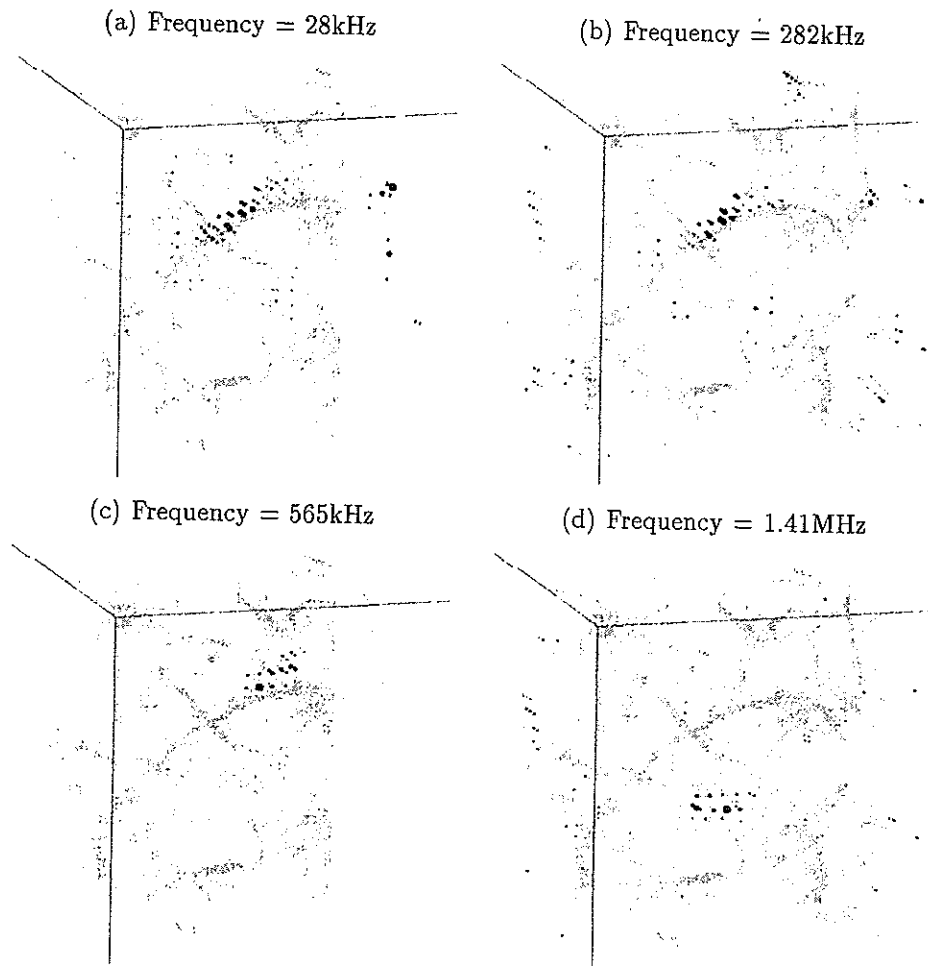 (a) Frequency = 28kHz
(b) Frequency = 282kHz
(c) Frequency = 565kHz
(d) Frequency = 1.41MHz